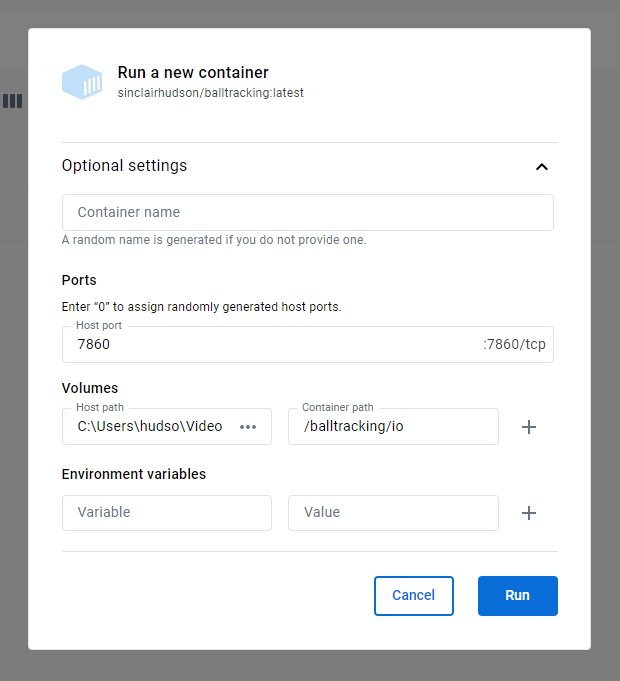 Run a new container
sinclairhudson/balltracking:latest
Optional settings
Container name
A random name is generated if you do not provide one.
Ports
Enter “0” to assign randomly generated host ports.
Host port
7860 :7860/tcp
Volumes
Host path Container path
C:\Users\hudso\Video ••• /balltracking/io +
Environment variables
Variable Value +
Cancel Run